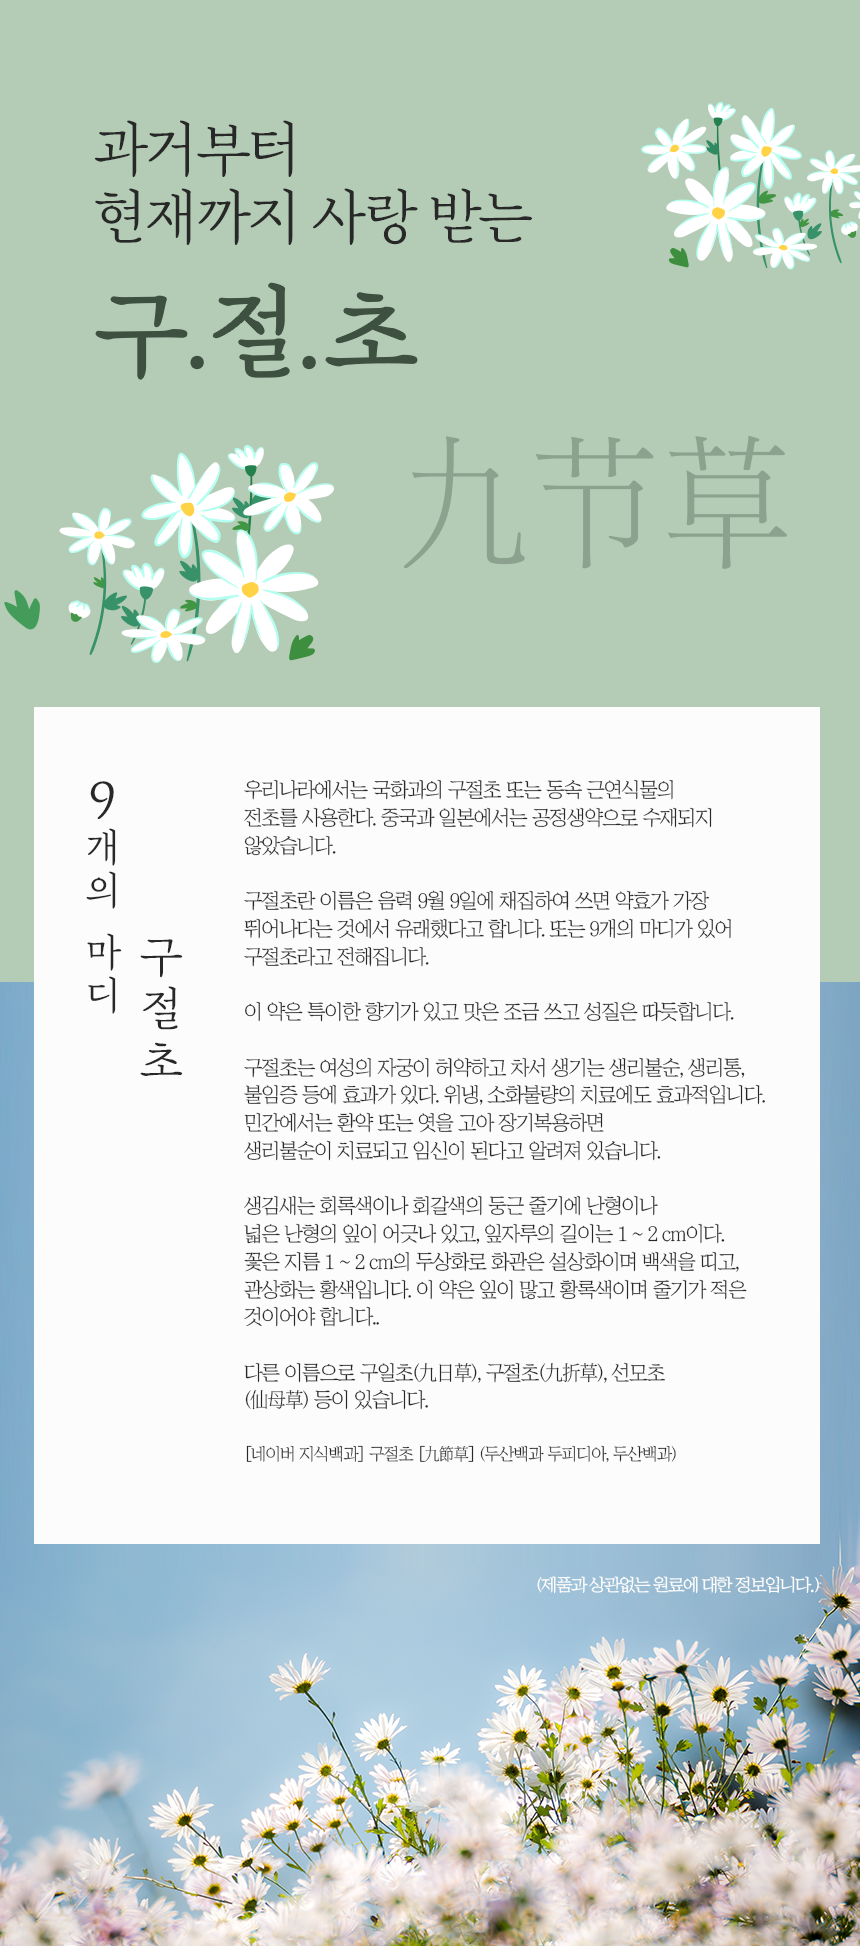 과거부터
현재까지 사랑 받는
구.절.초
九节草
9개의 마디
구절초
우리나라에서는 국화과의 구절초 또는 동속 근연식물의
전초를 사용한다. 중국과 일본에서는 공정생약으로 수재되지
않았습니다.
구절초란 이름은 음력 9월 9일에 채집하여 쓰면 약효가 가장
뛰어나다는 것에서 유래했다고 합니다. 또는 9개의 마디가 있어
구절초라고 전해집니다.
이 약은 특이한 향기가 있고 맛은 조금 쓰고 성질은 따듯합니다.
구절초는 여성의 자궁이 허약하고 차서 생기는 생리불순, 생리통,
불임증 등에 효과가 있다. 위냉, 소화불량의 치료에도 효과적입니다.
민간에서는 환약 또는 엿을 고아 장기복용하면
생리불순이 치료되고 임신이 된다고 알려져 있습니다.
생김새는 회록색이나 회갈색의 둥근 줄기에 난형이나
넓은 난형의 잎이 어긋나 있고, 잎자루의 길이는 1 ~ 2 cm이다.
꽃은 지름 1 ~ 2 cm의 두상화로 화관은 설상화이며 백색을 띠고,
관상화는 황색입니다. 이 약은 잎이 많고 황록색이며 줄기가 적은
것이어야 합니다..
다른 이름으로 구일초(九日草), 구절초(九折草), 선모초
(仙母草) 등이 있습니다.
[네이버 지식백과] 구절초 [九節草] (두산백과 두피디아, 두산백과)
(제품과 상관없는 원료에 대한 정보입니다.)